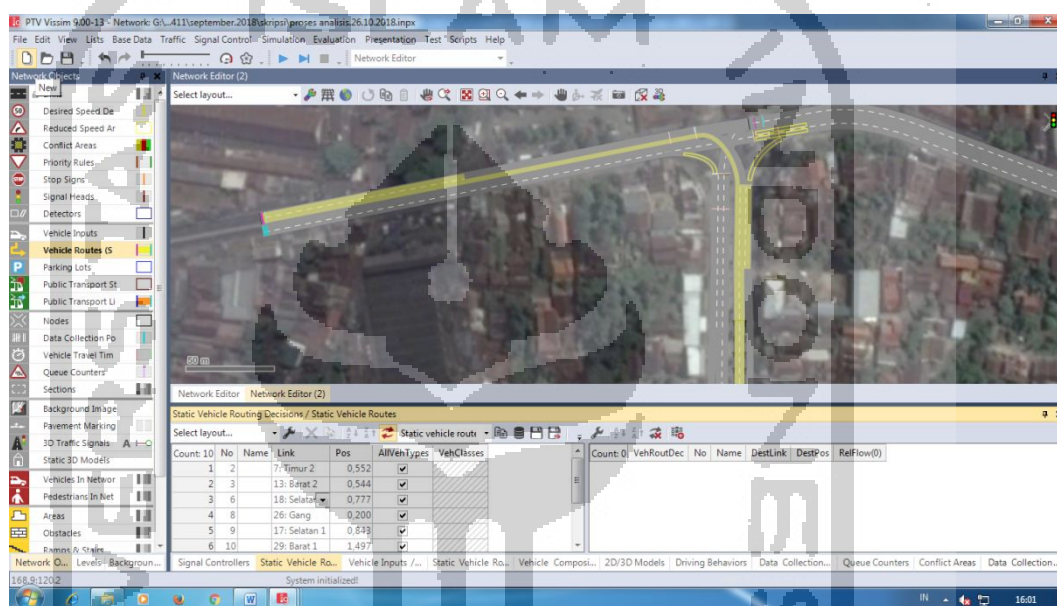 PTV Vissim 9.00-13 - Network: G:\...411\september.2018\skripsi\proses analisis.26.10.2018.inpx
File Edit View Lists Base Data Traffic Signal Control Simulation Evaluation Presentation Test Scripts Help
Network Editor
Network Objects
Network Editor (2)
New
Select layout...
Desired Speed De
Reduced Speed Ar
Conflict Areas
Priority Rules
Stop Signs
Signal Heads
Detectors
Vehicle Inputs
Vehicle Routes (S
Parking Lots
Public Transport St
Public Transport Li
Nodes
Data Collection Po
Vehicle Travel Tim
Queue Counters
Sections
Background Image
Pavement Marking
3D Traffic Signals A
Static 3D Models
Vehicles In Networ
Pedestrians In Net
Areas
Obstacles
Ramps & Stairs
50 m
Network Editor Network Editor (2)
Static Vehicle Routing Decisions / Static Vehicle Routes
Select layout... Static vehicle route
Count: 10 No Name Link Pos AllVehTypes VehClasses
1 2 7: Timur 2 0,552
2 3 13: Barat 2 0,544
3 6 18: Selatan 0,777
4 8 26: Gang 0,200
5 9 17: Selatan 1 0,843
6 10 29: Barat 1 1,497
Count: 0 VehRoutDec No Name DestLink DestPos RelFlow(0)
Network O... Levels Backgroun...
Signal Controllers Static Vehicle Ro... Vehicle Inputs /... Static Vehicle Ro... Vehicle Composi... 2D/3D Models Driving Behaviors Data Collection... Queue Counters Conflict Areas Data Collection...
168.9:120.2 System initialized!
IN 16:01